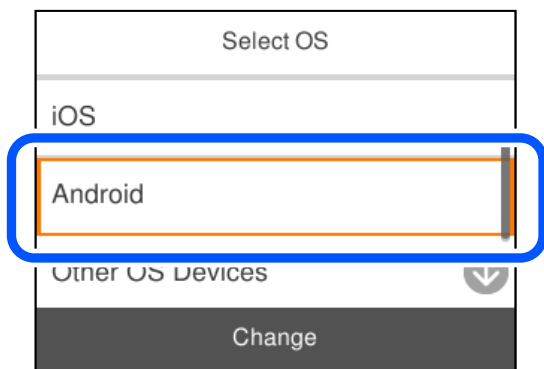 Select OS
iOS
Android
Other OS Devices
Change